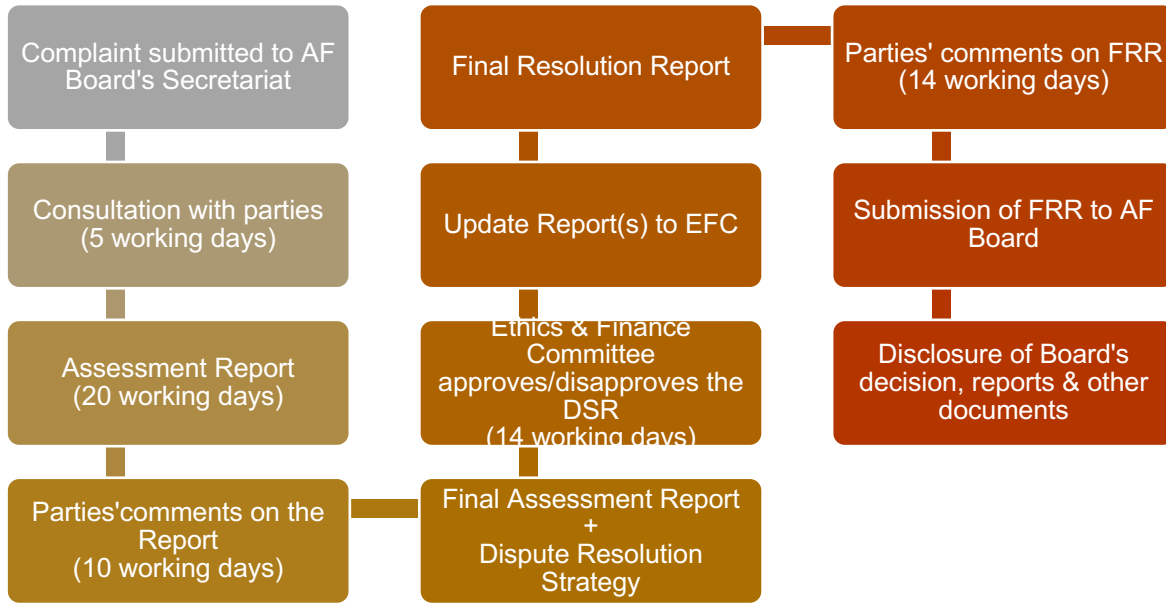 Complaint submitted to AF
Board's Secretariat
Consultation with parties
(5 working days)
Assessment Report
(20 working days)
Parties'comments on the
Report
(10 working days)
Final Assessment Report
+
Dispute Resolution
Strategy
Ethics & Finance
Committee
approves/disapproves the
DSR
(14 working days)
Update Report(s) to EFC
Final Resolution Report
Parties' comments on FRR
(14 working days)
Submission of FRR to AF
Board
Disclosure of Board's
decision, reports & other
documents